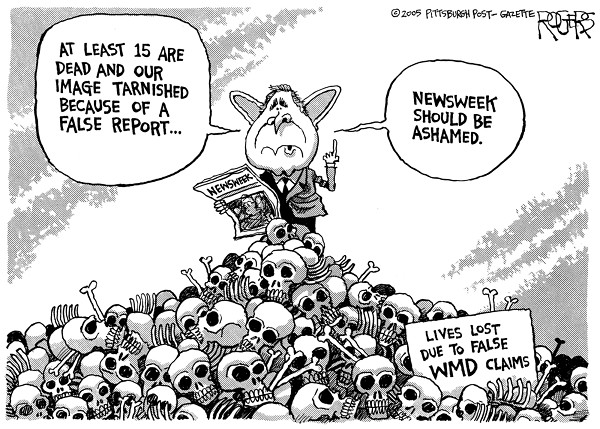 ©2005 PITTSBURGH POST-GAZETTE
ROGERS
AT LEAST 15 ARE
DEAD AND OUR
IMAGE TARNISHED
BECAUSE OF A
FALSE REPORT...
NEWSWEEK
SHOULD BE
ASHAMED.
NEWSWEEK
LIVES LOST
DUE TO FALSE
WMD CLAIMS